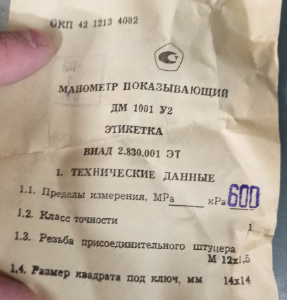 ОКП 42 1213 4082
МАНОМЕТР ПОКАЗЫВАЮЩИЙ
ДМ 1001 У2
ЭТИКЕТКА
ВИАД 2.830.001 ЭТ
1. ТЕХНИЧЕСКИЕ ДАННЫЕ
1.1. Пределы измерения, МРа____ кРа 600
1.2. Класс точности 1
1.3. Резьба присоединительного штуцера
М 12х1.5
1.4. Размер квадрата под ключ, мм 14х14